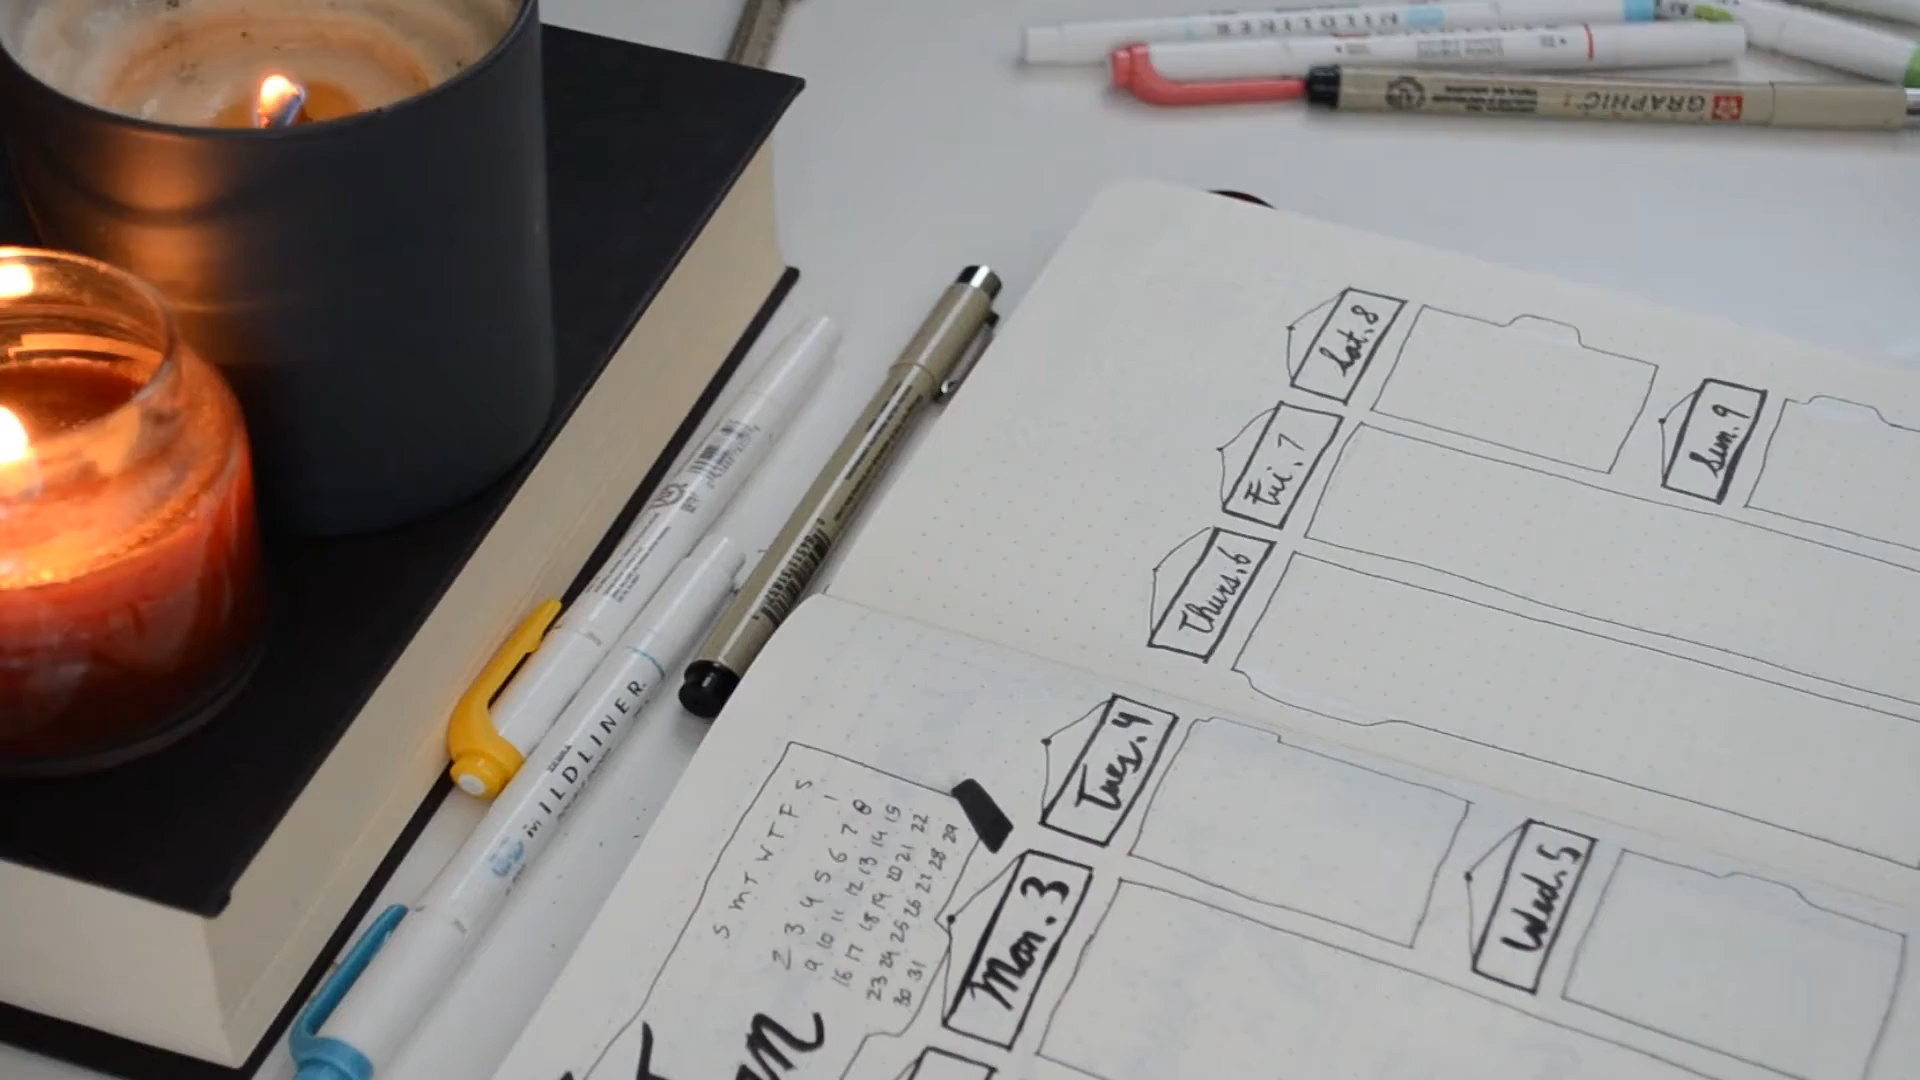 MILDLINER
GRAPHIC 1
Sat. 8
Sun. 9
Fri. 7
Thurs. 6
Tues. 4
Wed. 5
Mon. 3
ZEBRA
MILDLINER
S M T W T F S
1
2 3 4 5 6 7 8
9 10 11 12 13 14 15
16 17 18 19 20 21 22
23 24 25 26 27 28 29
30 31